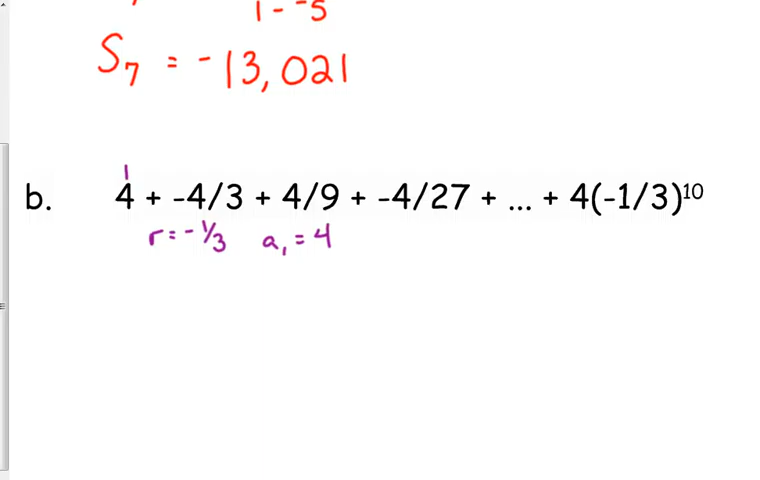 1 - -5
S₇ = -13,021
1
b. 4 + -4/3 + 4/9 + -4/27 + ... + 4(-1/3)¹⁰
r = -1/3 a₁ = 4